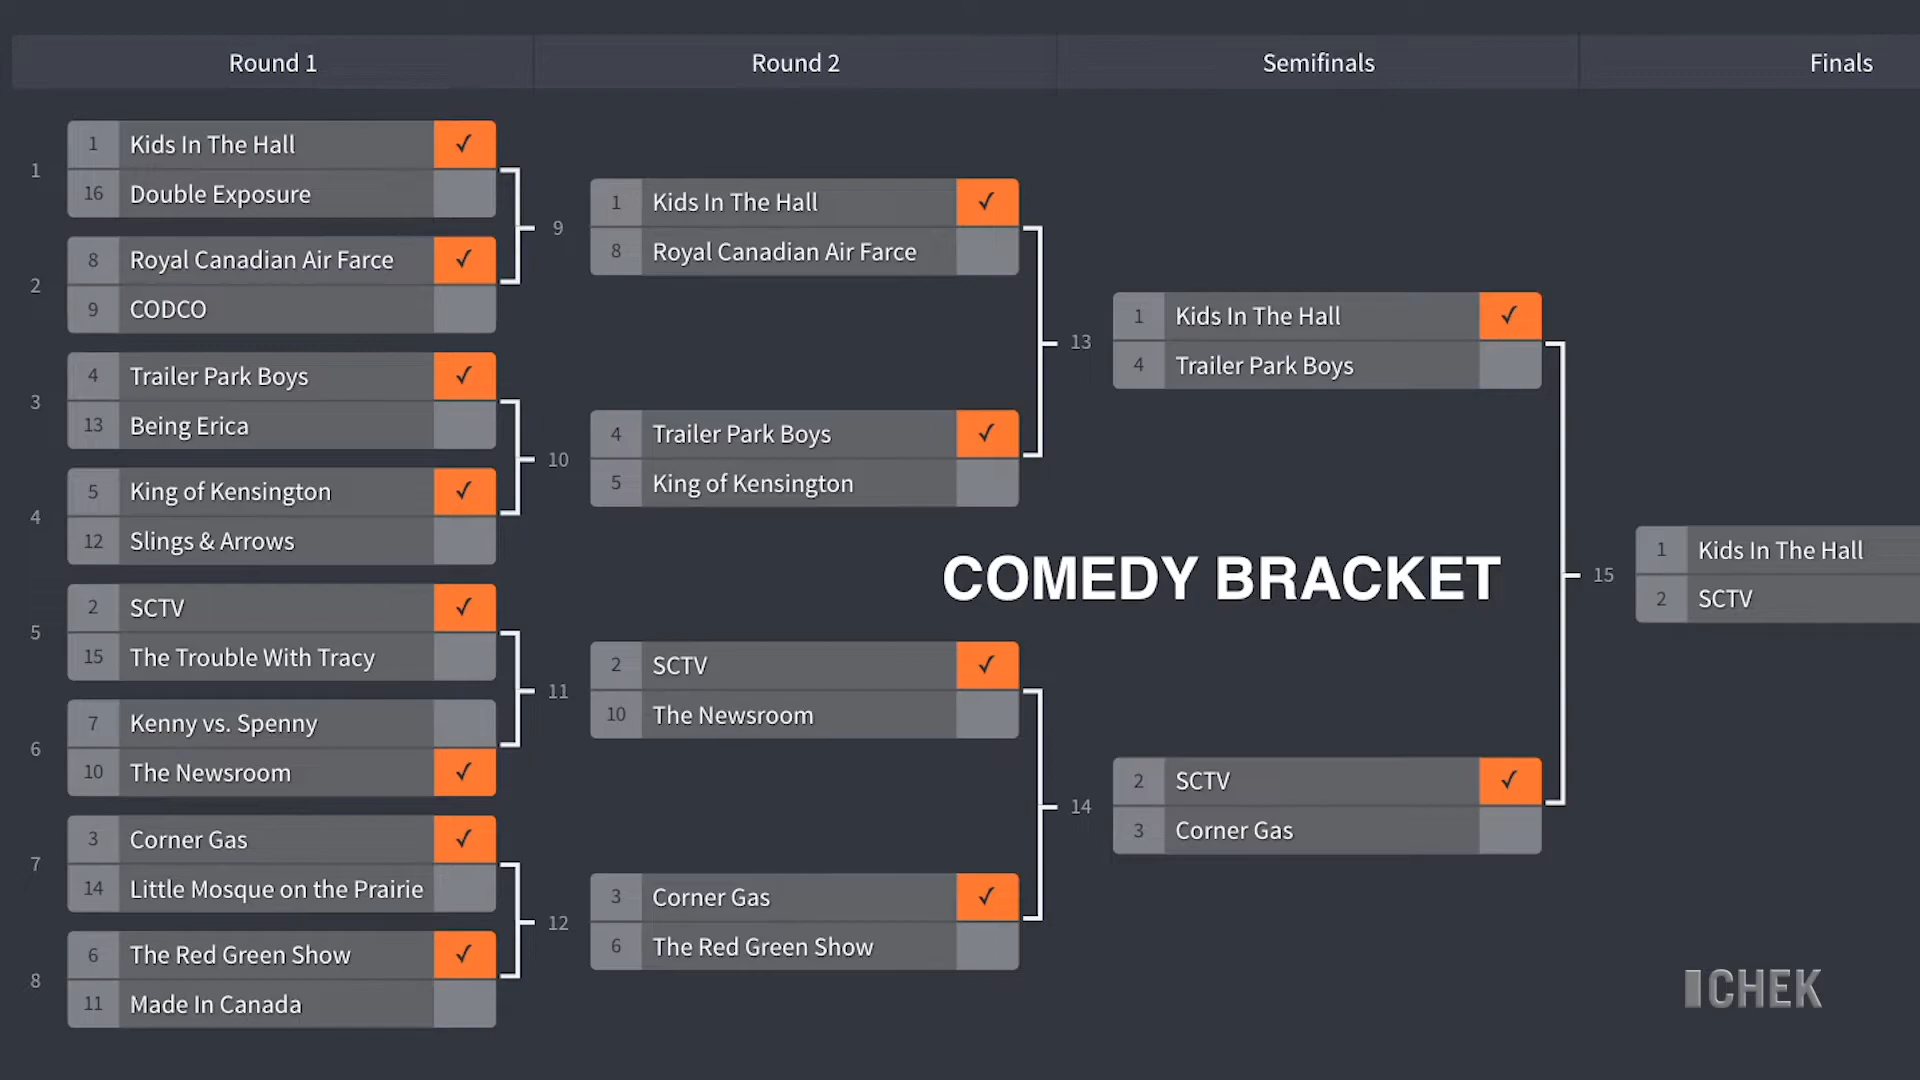 Round 1
Round 2
Semifinals
Finals
1
1 Kids In The Hall ✓
16 Double Exposure
2
8 Royal Canadian Air Farce ✓
9 CODCO
3
4 Trailer Park Boys ✓
13 Being Erica
4
5 King of Kensington ✓
12 Slings & Arrows
5
2 SCTV ✓
15 The Trouble With Tracy
6
7 Kenny vs. Spenny
10 The Newsroom ✓
7
3 Corner Gas ✓
14 Little Mosque on the Prairie
8
6 The Red Green Show ✓
11 Made In Canada
9
1 Kids In The Hall ✓
8 Royal Canadian Air Farce
10
4 Trailer Park Boys ✓
5 King of Kensington
11
2 SCTV ✓
10 The Newsroom
12
3 Corner Gas ✓
6 The Red Green Show
13
1 Kids In The Hall ✓
4 Trailer Park Boys
COMEDY BRACKET
14
2 SCTV ✓
3 Corner Gas
15
1 Kids In The Hall
2 SCTV
CHEK